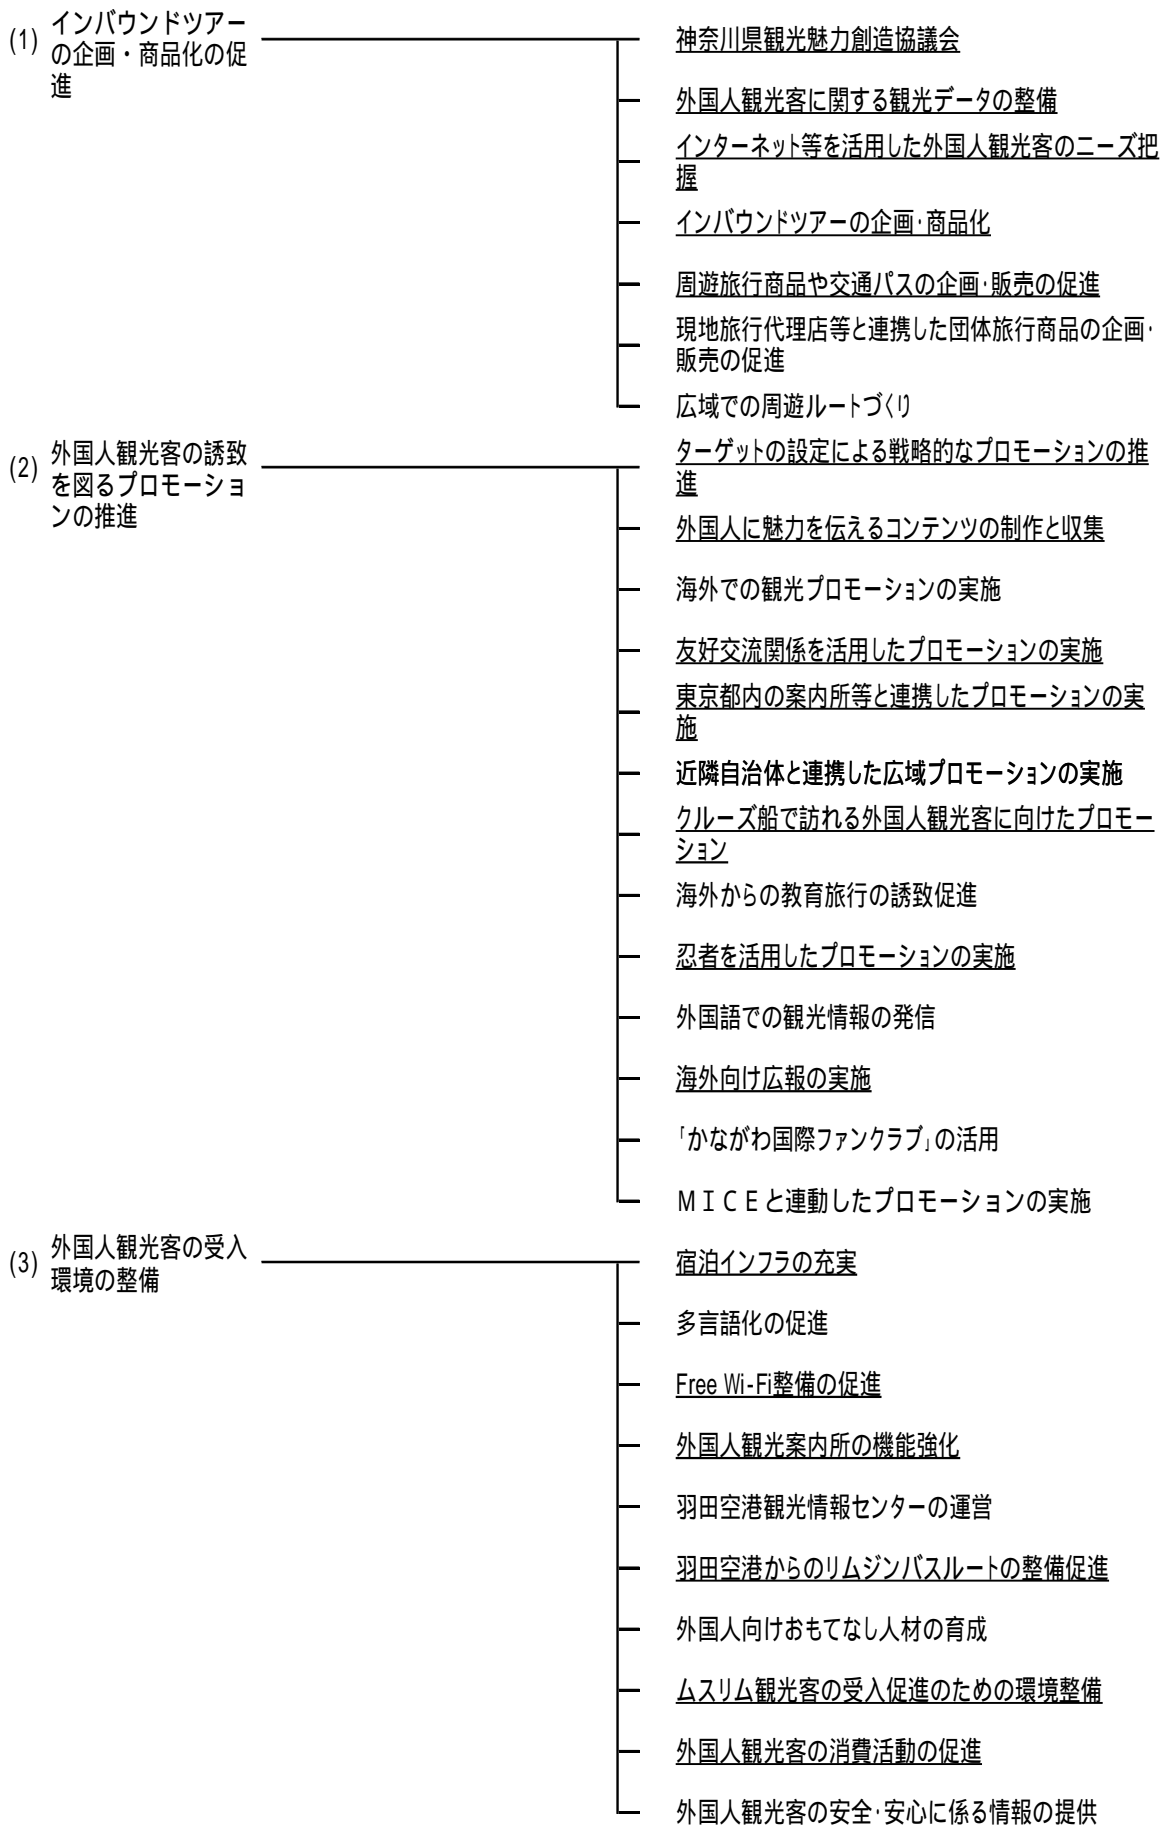 (1) インバウンドツアー
の企画・商品化の促
進
神奈川県観光魅力創造協議会
外国人観光客に関する観光データの整備
インターネット等を活用した外国人観光客のニーズ把
握
インバウンドツアーの企画・商品化
周遊旅行商品や交通パスの企画・販売の促進
現地旅行代理店等と連携した団体旅行商品の企画・
販売の促進
広域での周遊ルートづくり
(2) 外国人観光客の誘致
を図るプロモーショ
ンの推進
ターゲットの設定による戦略的なプロモーションの推
進
外国人に魅力を伝えるコンテンツの制作と収集
海外での観光プロモーションの実施
友好交流関係を活用したプロモーションの実施
東京都内の案内所等と連携したプロモーションの実
施
近隣自治体と連携した広域プロモーションの実施
クルーズ船で訪れる外国人観光客に向けたプロモー
ション
海外からの教育旅行の誘致促進
忍者を活用したプロモーションの実施
外国語での観光情報の発信
海外向け広報の実施
「かながわ国際ファンクラブ」の活用
ＭＩＣＥと連動したプロモーションの実施
(3) 外国人観光客の受入
環境の整備
宿泊インフラの充実
多言語化の促進
Free Wi-Fi整備の促進
外国人観光案内所の機能強化
羽田空港観光情報センターの運営
羽田空港からのリムジンバスルートの整備促進
外国人向けおもてなし人材の育成
ムスリム観光客の受入促進のための環境整備
外国人観光客の消費活動の促進
外国人観光客の安全・安心に係る情報の提供